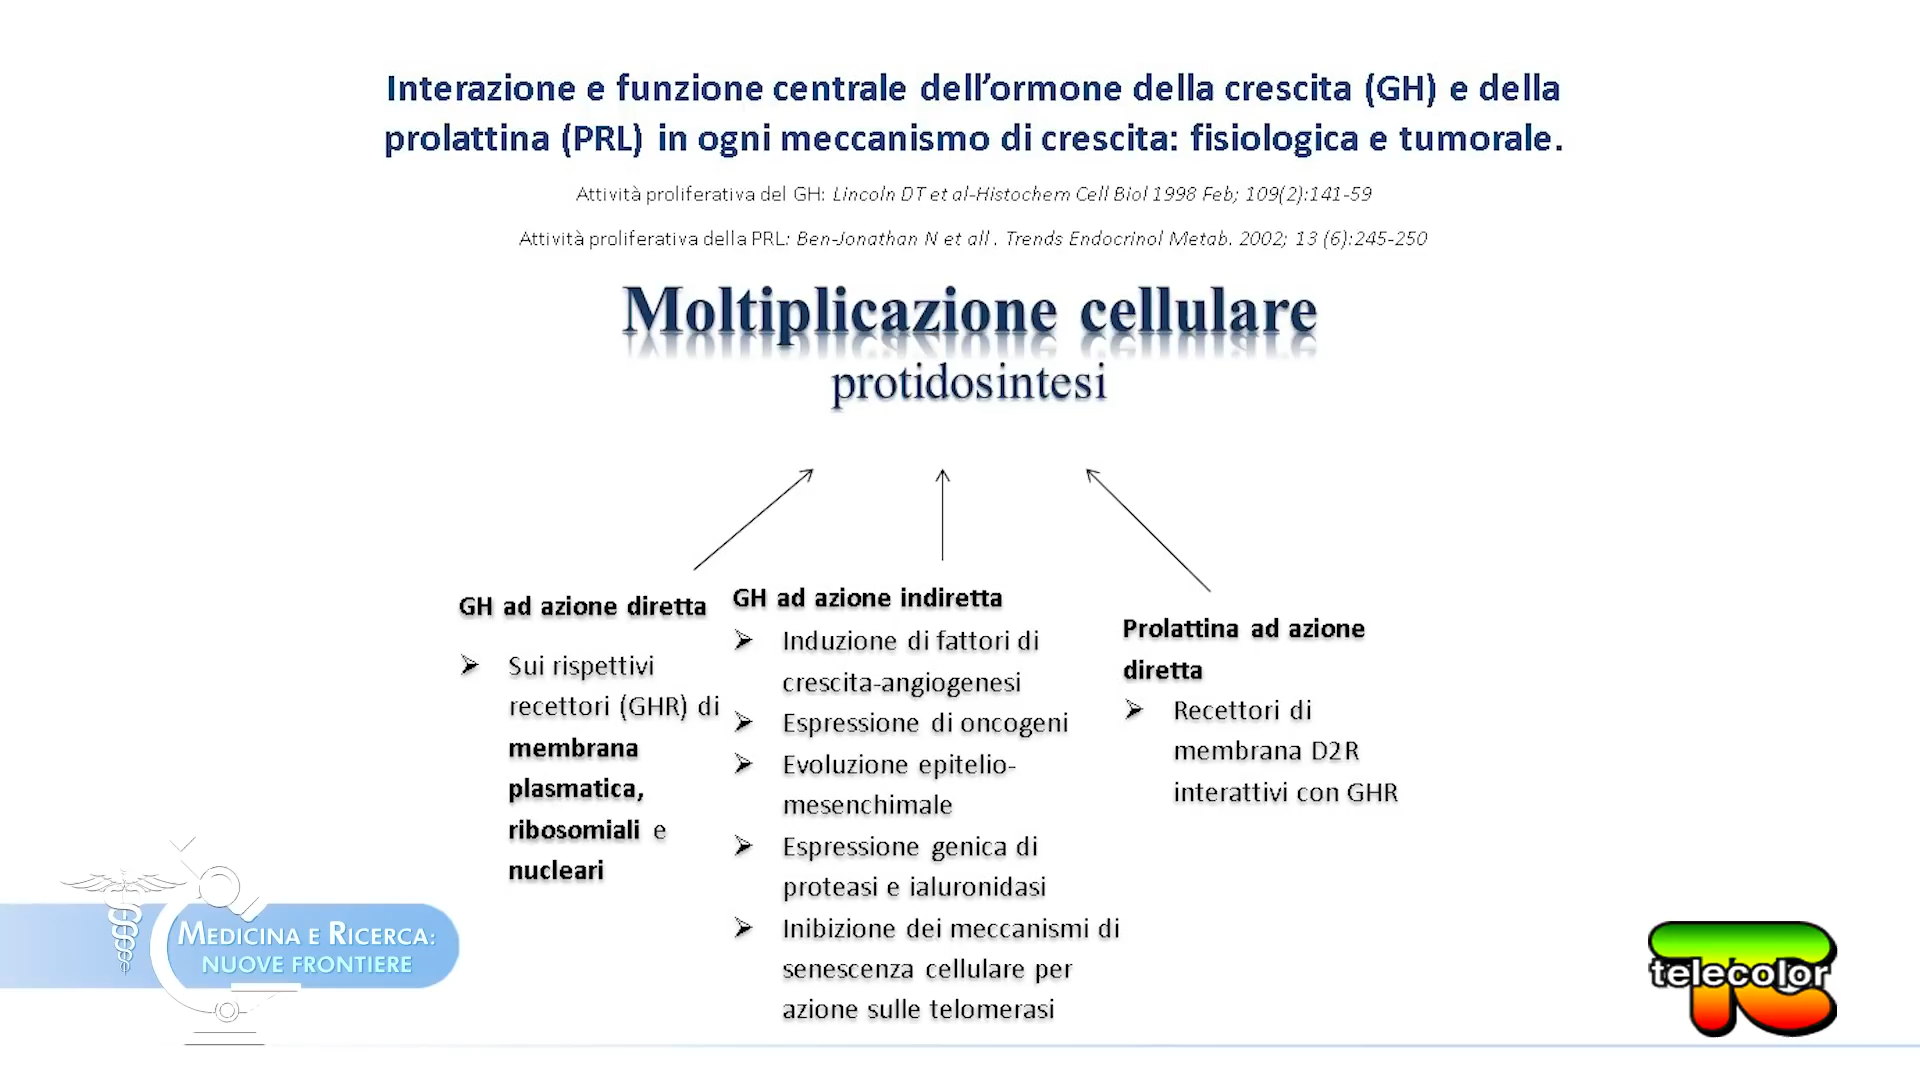 Interazione e funzione centrale dell’ormone della crescita (GH) e della
prolattina (PRL) in ogni meccanismo di crescita: fisiologica e tumorale.
Attività proliferativa del GH: Lincoln DT et al-Histochem Cell Biol 1998 Feb; 109(2):141-59
Attività proliferativa della PRL: Ben-Jonathan N et all . Trends Endocrinol Metab. 2002; 13 (6):245-250
Moltiplicazione cellulare
protidosintesi
GH ad azione diretta
➢ Sui rispettivi
recettori (GHR) di
membrana
plasmatica,
ribosomiali e
nucleari
GH ad azione indiretta
➢ Induzione di fattori di
crescita-angiogenesi
➢ Espressione di oncogeni
➢ Evoluzione epitelio-
mesenchimale
➢ Espressione genica di
proteasi e ialuronidasi
➢ Inibizione dei meccanismi di
senescenza cellulare per
azione sulle telomerasi
Prolattina ad azione
diretta
➢ Recettori di
membrana D2R
interattivi con GHR
MEDICINA E RICERCA:
NUOVE FRONTIERE
telecolor